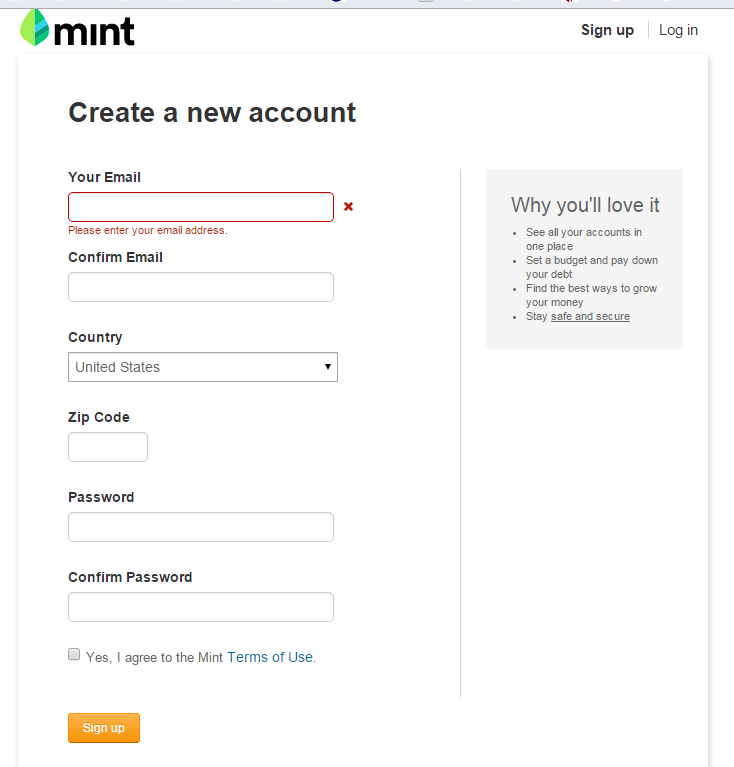 mint
Sign up
Log in
Create a new account
Your Email
Please enter your email address.
Confirm Email
Country
United States
Zip Code
Password
Confirm Password
Yes, I agree to the Mint Terms of Use.
Sign up
Why you'll love it
See all your accounts in
one place
Set a budget and pay down
your debt
Find the best ways to grow
your money
Stay safe and secure